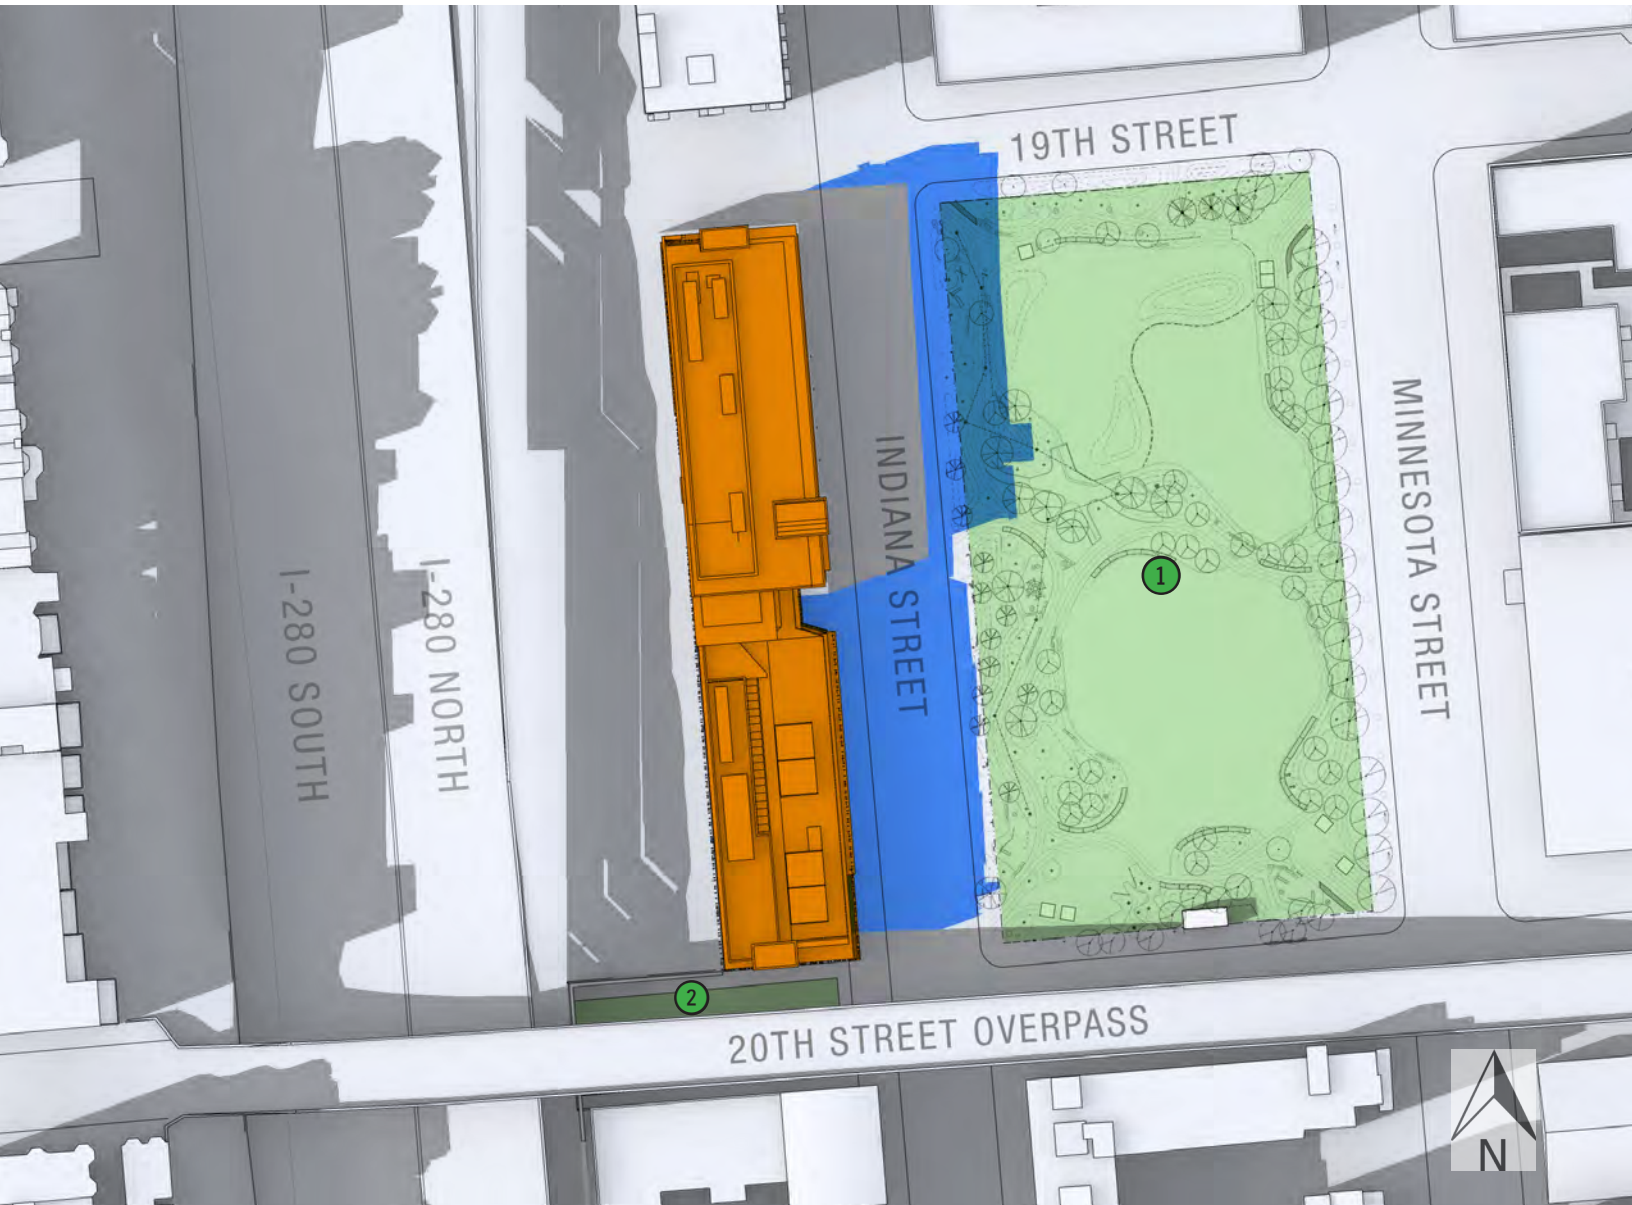 19TH STREET
INDIANA STREET
MINNESOTA STREET
I-280 SOUTH
I-280 NORTH
1
2
20TH STREET OVERPASS
N